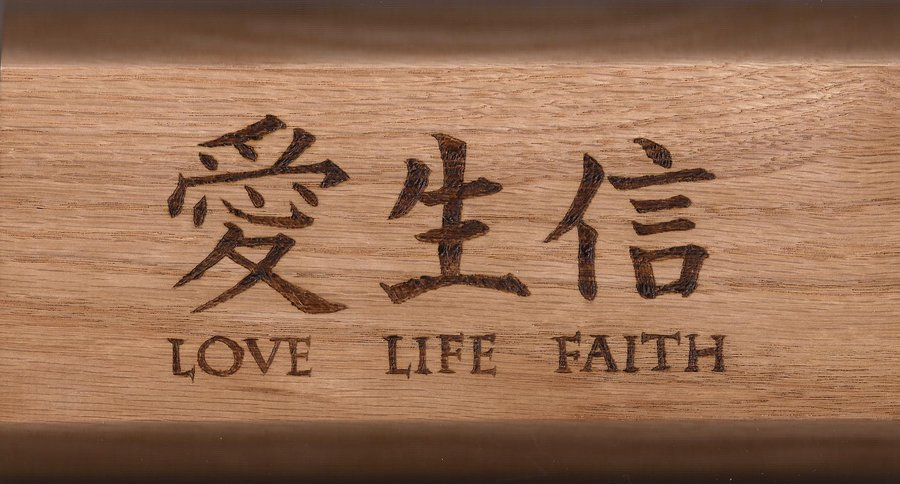 愛 生 信
LOVE LIFE FAITH